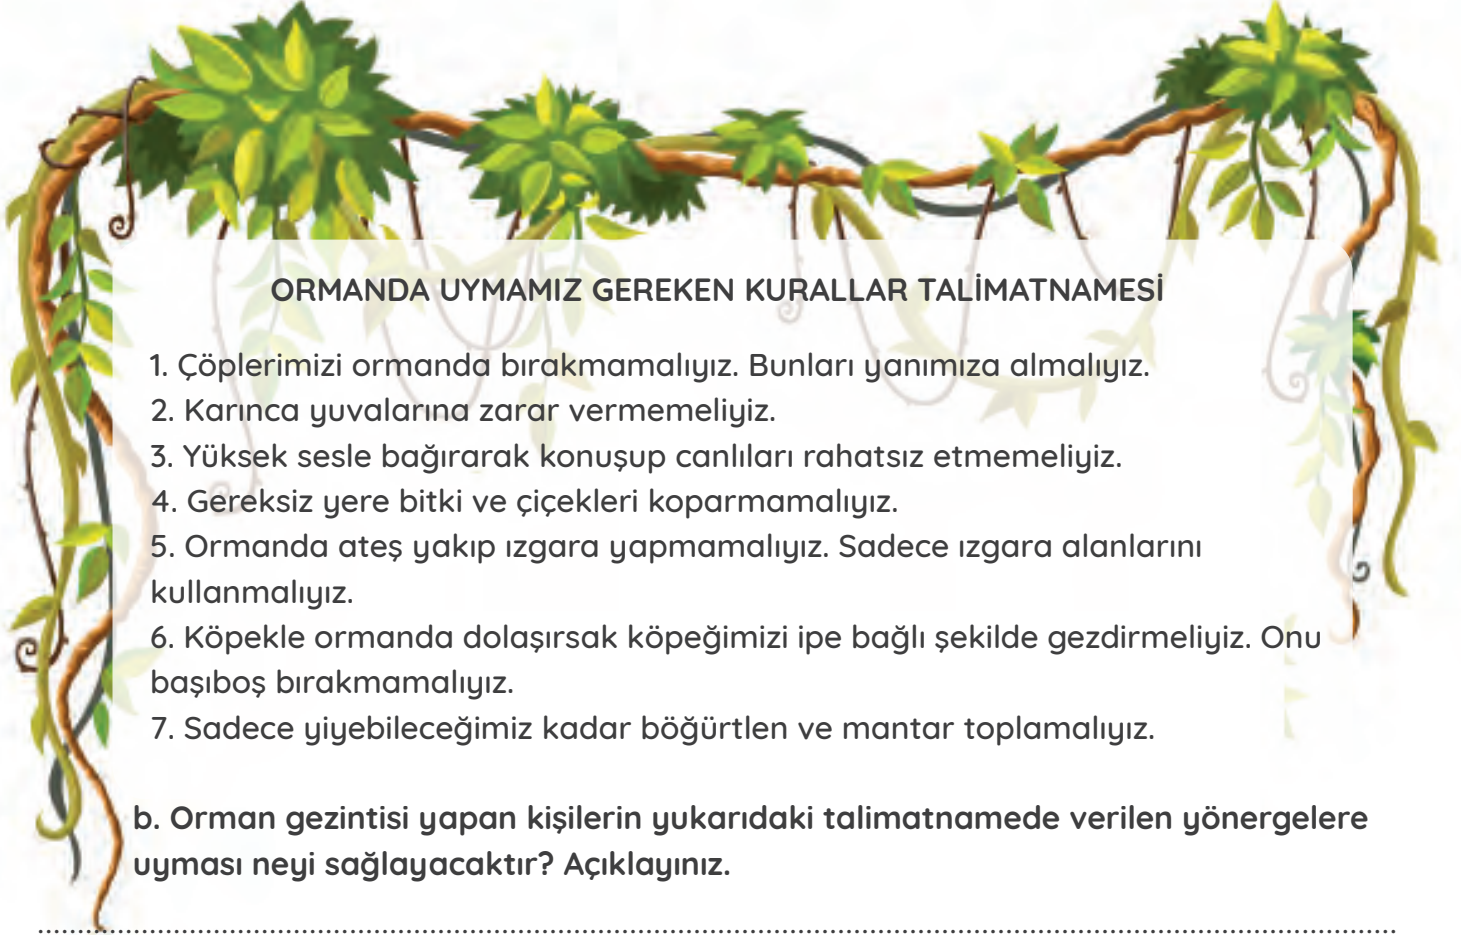 ORMANDA UYMAMIZ GEREKEN KURALLAR TALİMATNAMESİ
1. Çöplerimizi ormanda bırakmamalıyız. Bunları yanımıza almalıyız.
2. Karınca yuvalarına zarar vermemeliyiz.
3. Yüksek sesle bağırarak konuşup canlıları rahatsız etmemeliyiz.
4. Gereksiz yere bitki ve çiçekleri koparmamalıyız.
5. Ormanda ateş yakıp ızgara yapmamalıyız. Sadece ızgara alanlarını
kullanmalıyız.
6. Köpekle ormanda dolaşırsak köpeğimizi ipe bağlı şekilde gezdirmeliyiz. Onu
başıboş bırakmamalıyız.
7. Sadece yiyebileceğimiz kadar böğürtlen ve mantar toplamalıyız.
b. Orman gezintisi yapan kişilerin yukarıdaki talimatnamede verilen yönergelere
uyması neyi sağlayacaktır? Açıklayınız.